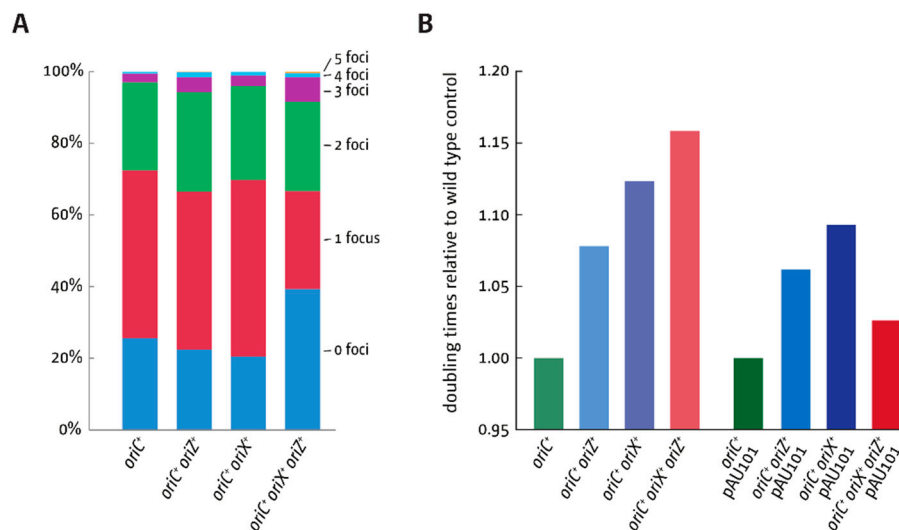 A
B
100%
80%
60%
40%
20%
0%
5 foci
4 foci
3 foci
2 foci
1 focus
0 foci
oriC⁺
oriC⁺ oriZ⁺
oriC⁺ oriX⁺
oriC⁺ oriX⁺ oriZ⁺
doubling times relative to wild type control
1.20
1.15
1.10
1.05
1.00
0.95
oriC⁺
oriC⁺ oriZ⁺
oriC⁺ oriX⁺
oriC⁺ oriX⁺ oriZ⁺
oriC⁺
pAU101
oriC⁺ oriZ⁺
pAU101
oriC⁺ oriX⁺
pAU101
oriC⁺ oriX⁺ oriZ⁺
pAU101